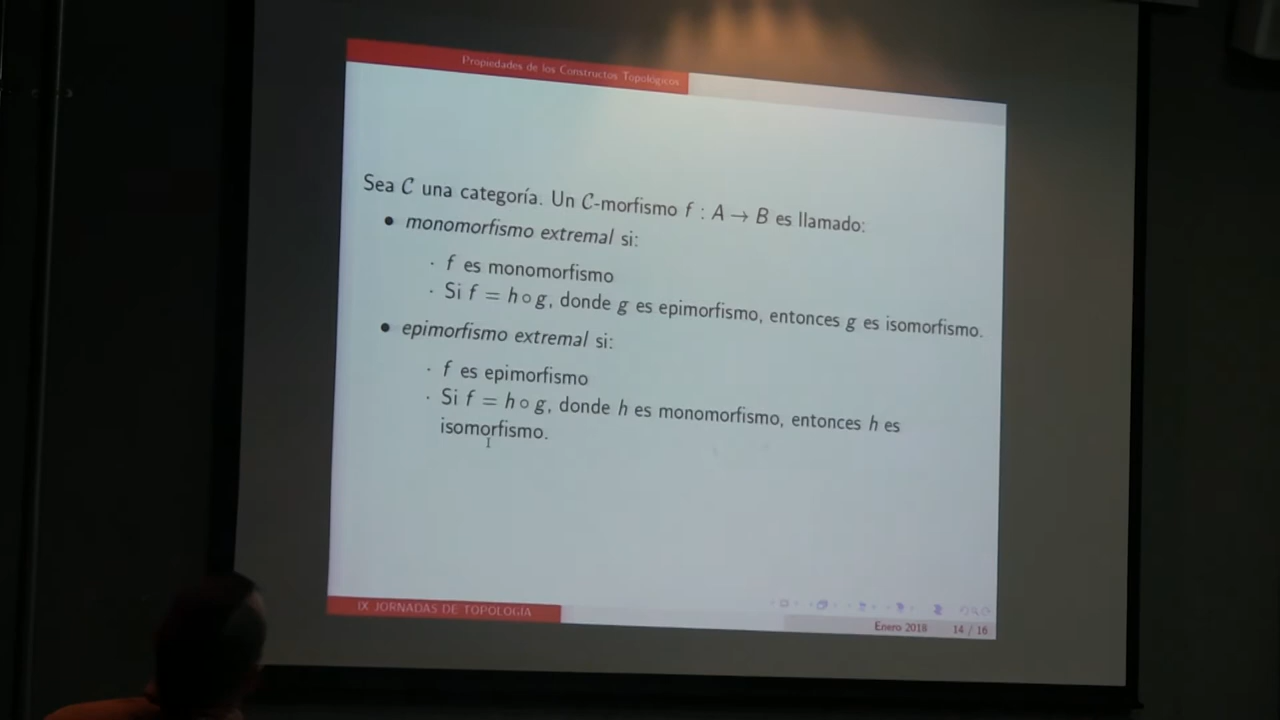 Propiedades de los Constructos Topológicos
Sea C una categoría. Un C-morfismo f : A → B es llamado:
• monomorfismo extremal si:
· f es monomorfismo
· Si f = h ∘ g, donde g es epimorfismo, entonces g es isomorfismo.
• epimorfismo extremal si:
· f es epimorfismo
· Si f = h ∘ g, donde h es monomorfismo, entonces h es
isomorfismo.
IX JORNADAS DE TOPOLOGÍA
Enero 2018 14 / 16